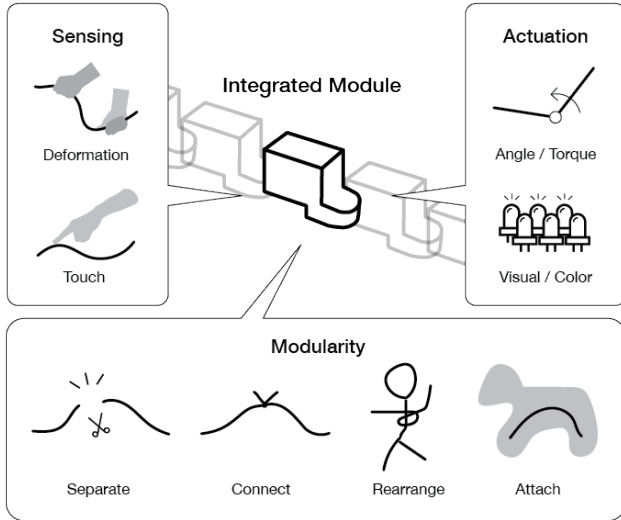 Sensing
Deformation
Touch
Integrated Module
Actuation
Angle / Torque
Visual / Color
Modularity
Separate
Connect
Rearrange
Attach